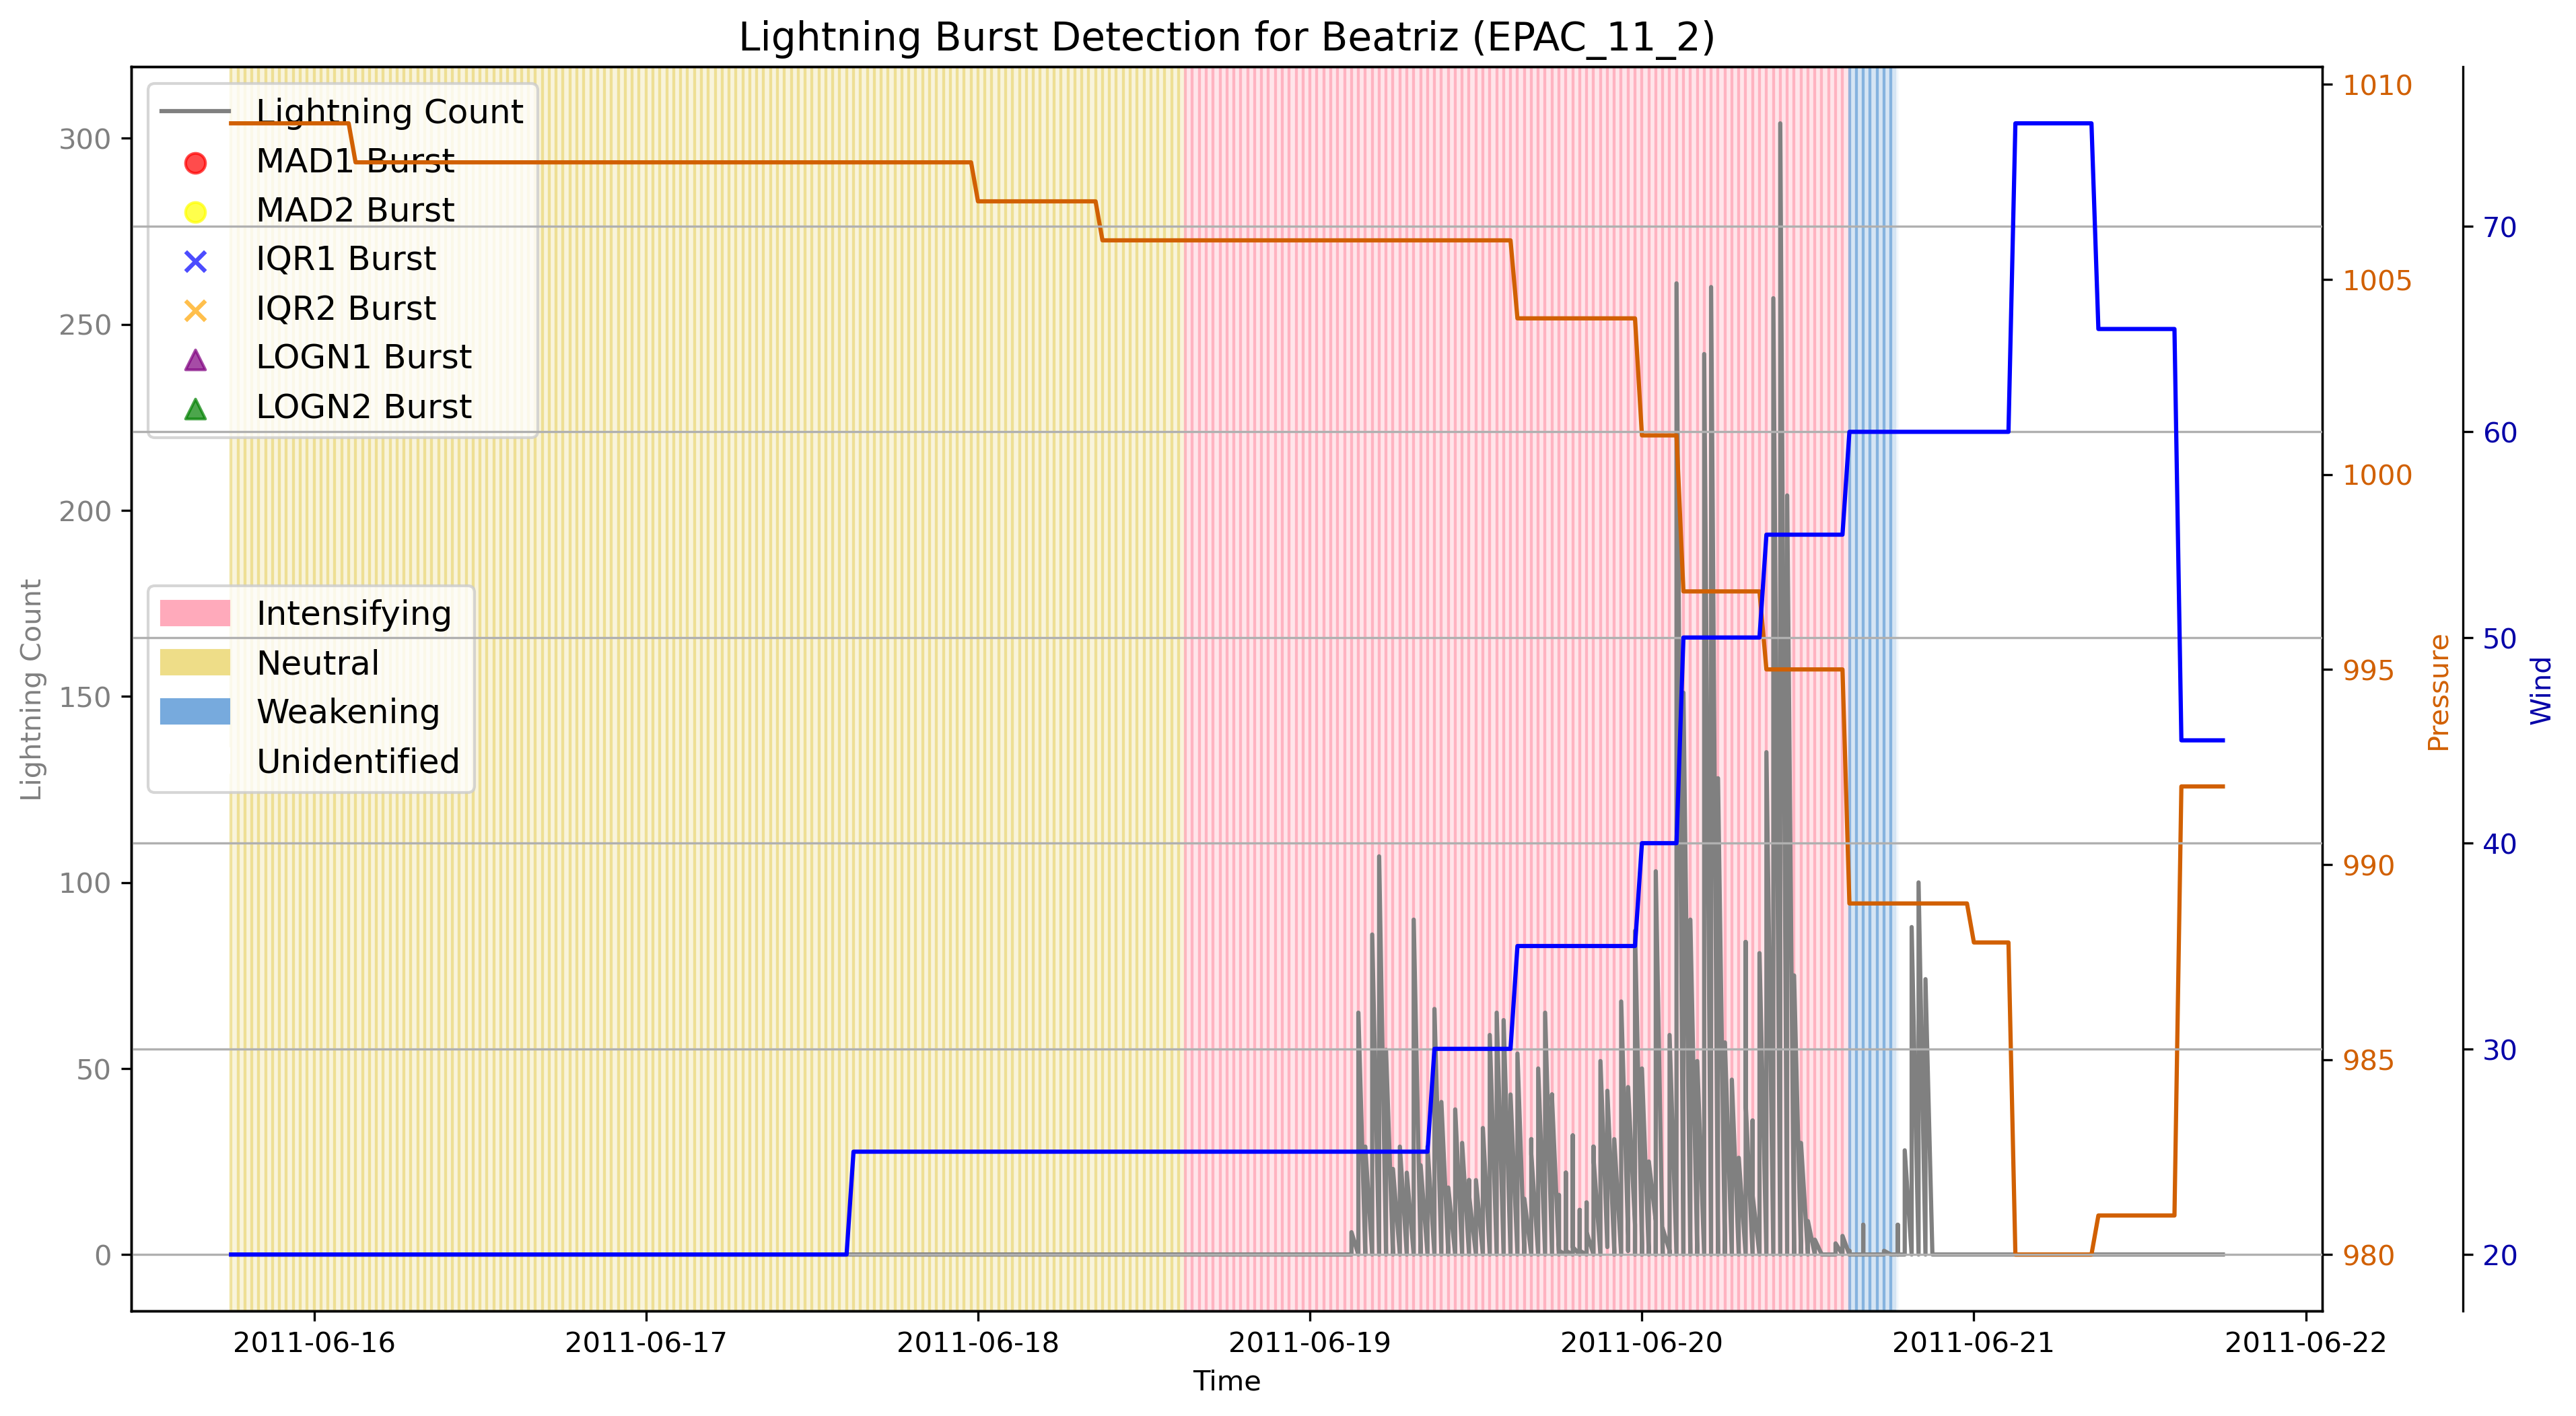 Lightning Burst Detection for Beatriz (EPAC_11_2)
Lightning Count
MAD1 Burst
MAD2 Burst
IQR1 Burst
IQR2 Burst
LOGN1 Burst
LOGN2 Burst
Intensifying
Neutral
Weakening
Unidentified
Lightning Count
300
250
200
150
100
50
0
1010
1005
1000
995
990
985
980
Pressure
70
60
50
40
30
20
Wind
2011-06-16
2011-06-17
2011-06-18
2011-06-19
2011-06-20
2011-06-21
2011-06-22
Time